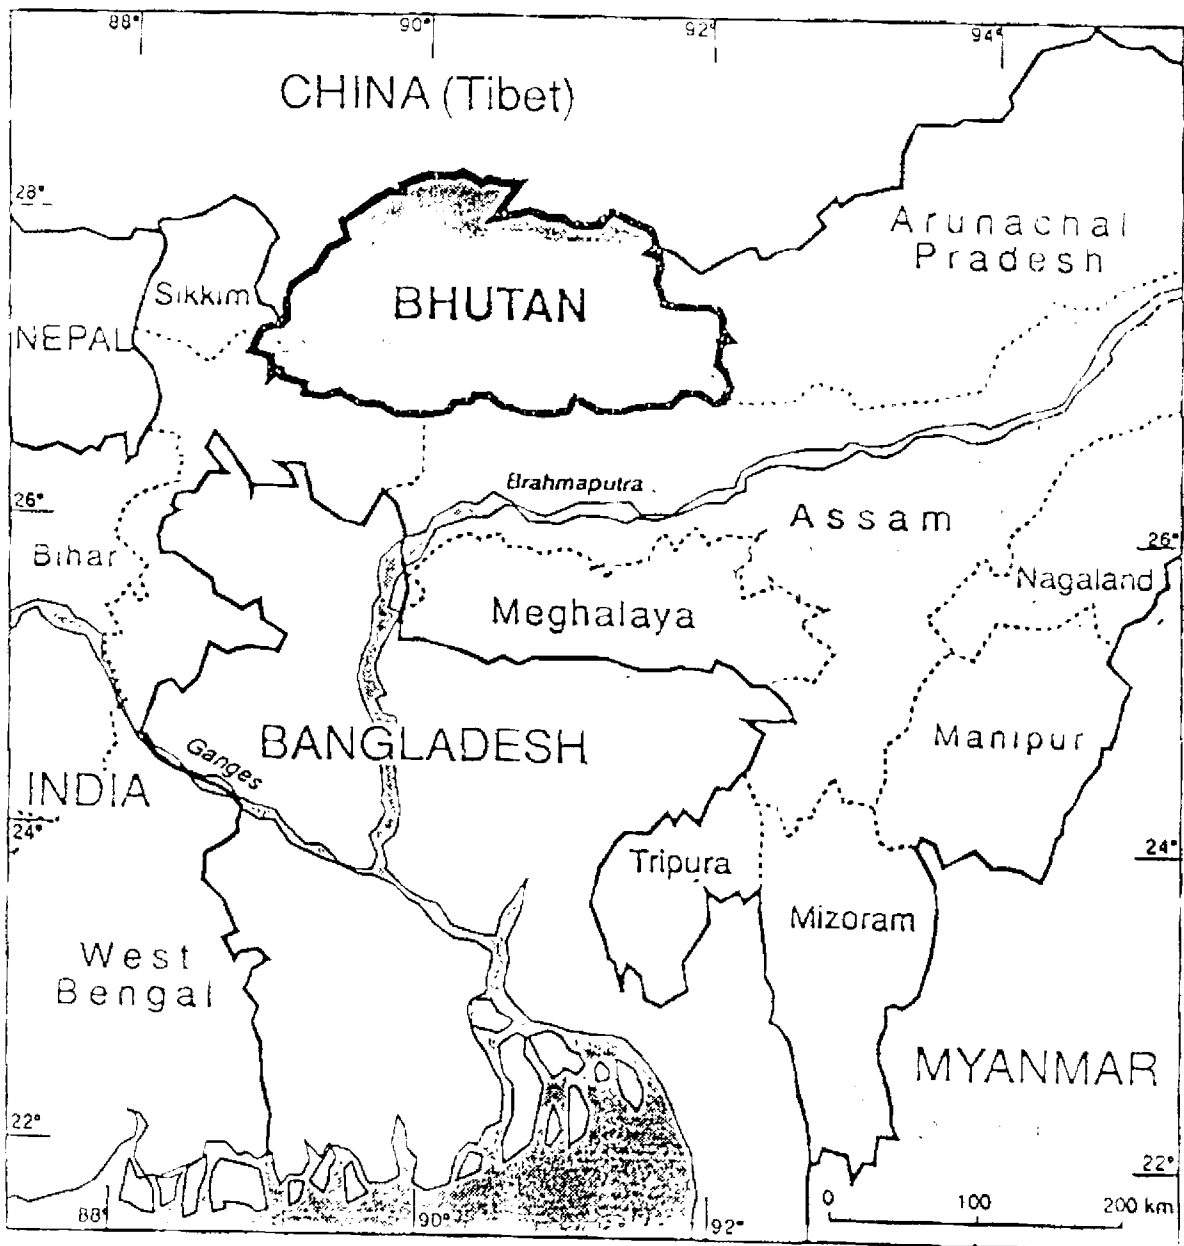 88°
90°
92°
94°
CHINA (Tibet)
28°
Arunachal
Pradesh
Sikkim
BHUTAN
NEPAL
Brahmaputra
26°
Assam
26°
Bihar
Nagaland
Meghalaya
BANGLADESH
Manipur
Ganges
INDIA
24°
24°
Tripura
Mizoram
West
Bengal
MYANMAR
22°
22°
0 100 200 km
88°
90°
92°